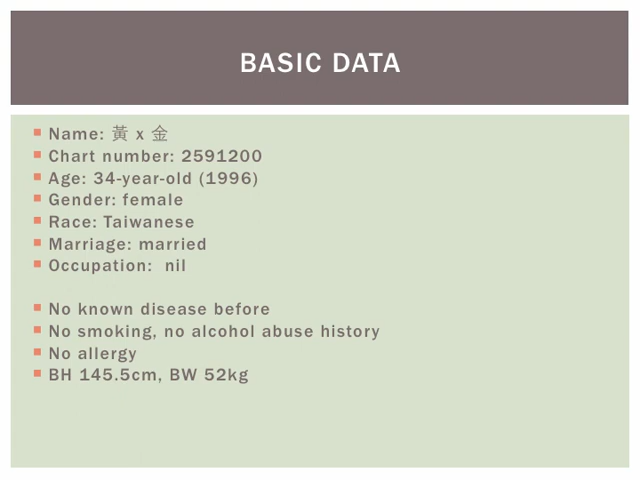 BASIC DATA
Name: 黃 x 金
Chart number: 2591200
Age: 34-year-old (1996)
Gender: female
Race: Taiwanese
Marriage: married
Occupation:  nil
No known disease before
No smoking, no alcohol abuse history
No allergy
BH 145.5cm, BW 52kg